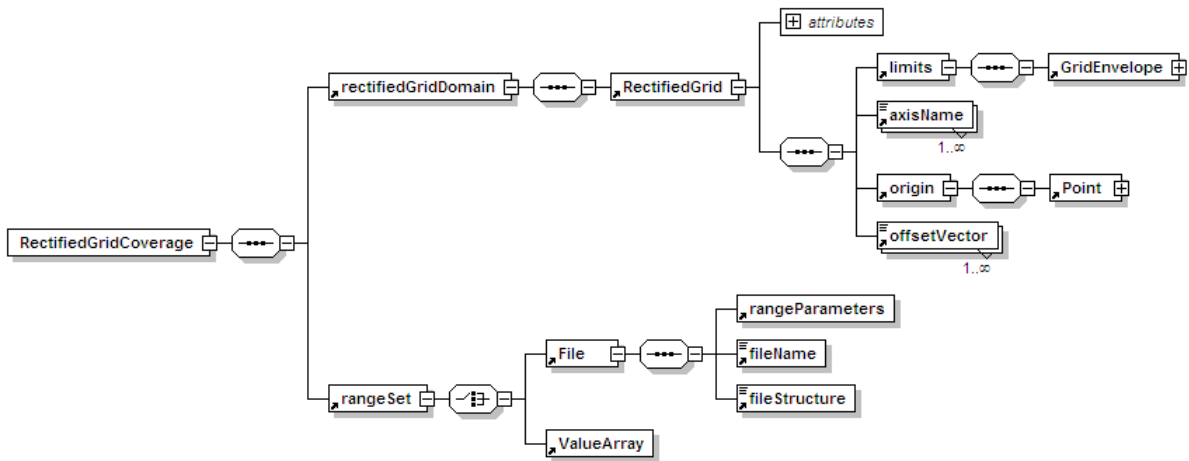 attributes
limits
GridEnvelope
rectifiedGridDomain
RectifiedGrid
axisName
1..∞
origin
Point
RectifiedGridCoverage
offsetVector
1..∞
rangeParameters
File
fileName
rangeSet
fileStructure
ValueArray